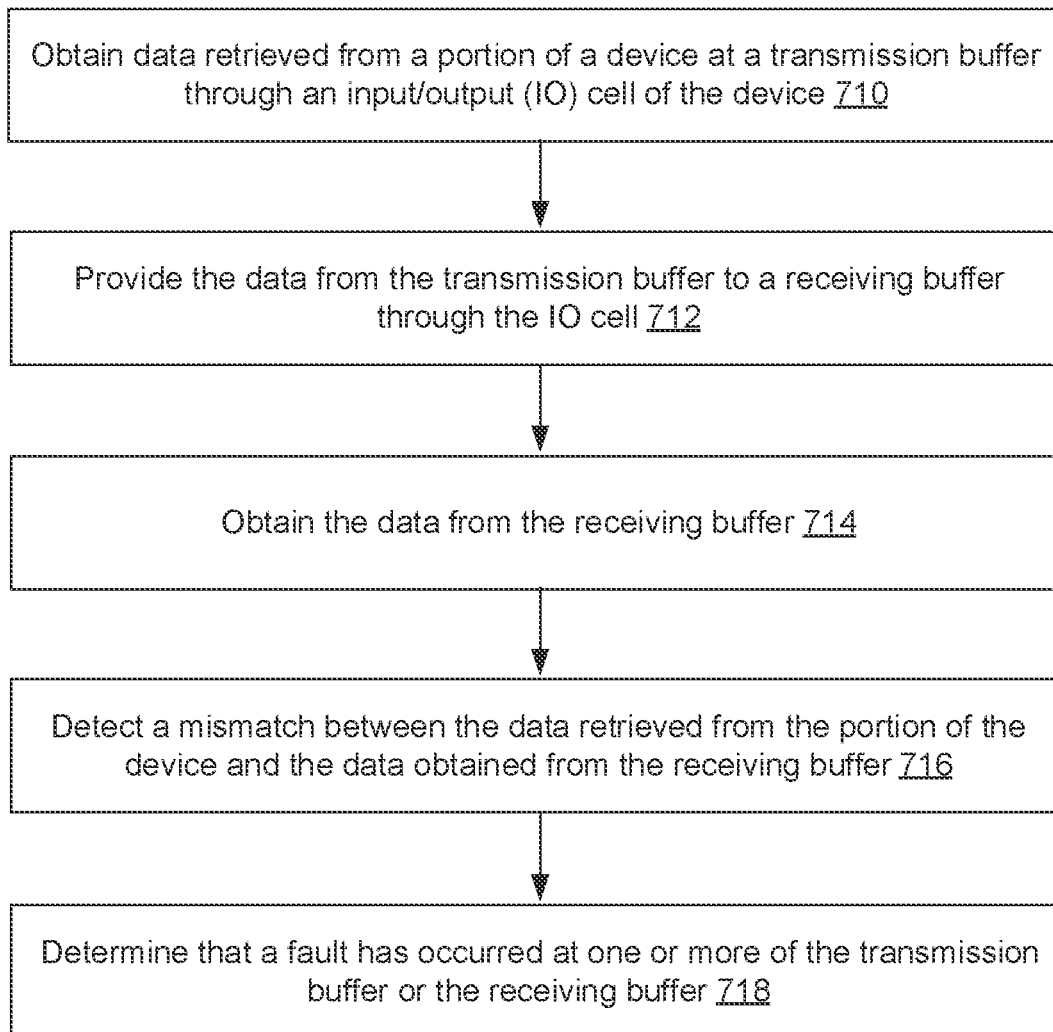 Obtain data retrieved from a portion of a device at a transmission buffer
through an input/output (IO) cell of the device 710
Provide the data from the transmission buffer to a receiving buffer
through the IO cell 712
Obtain the data from the receiving buffer 714
Detect a mismatch between the data retrieved from the portion of the
device and the data obtained from the receiving buffer 716
Determine that a fault has occurred at one or more of the transmission
buffer or the receiving buffer 718